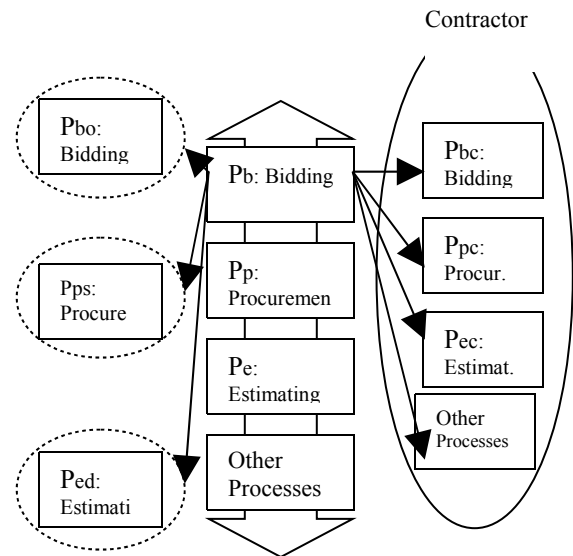 Contractor
Pbo:
Bidding
Pps:
Procure
Ped:
Estimati
Pb: Bidding
Pp:
Procuremen
Pe:
Estimating
Other
Processes
Pbc:
Bidding
Ppc:
Procur.
Pec:
Estimat.
Other
Processes